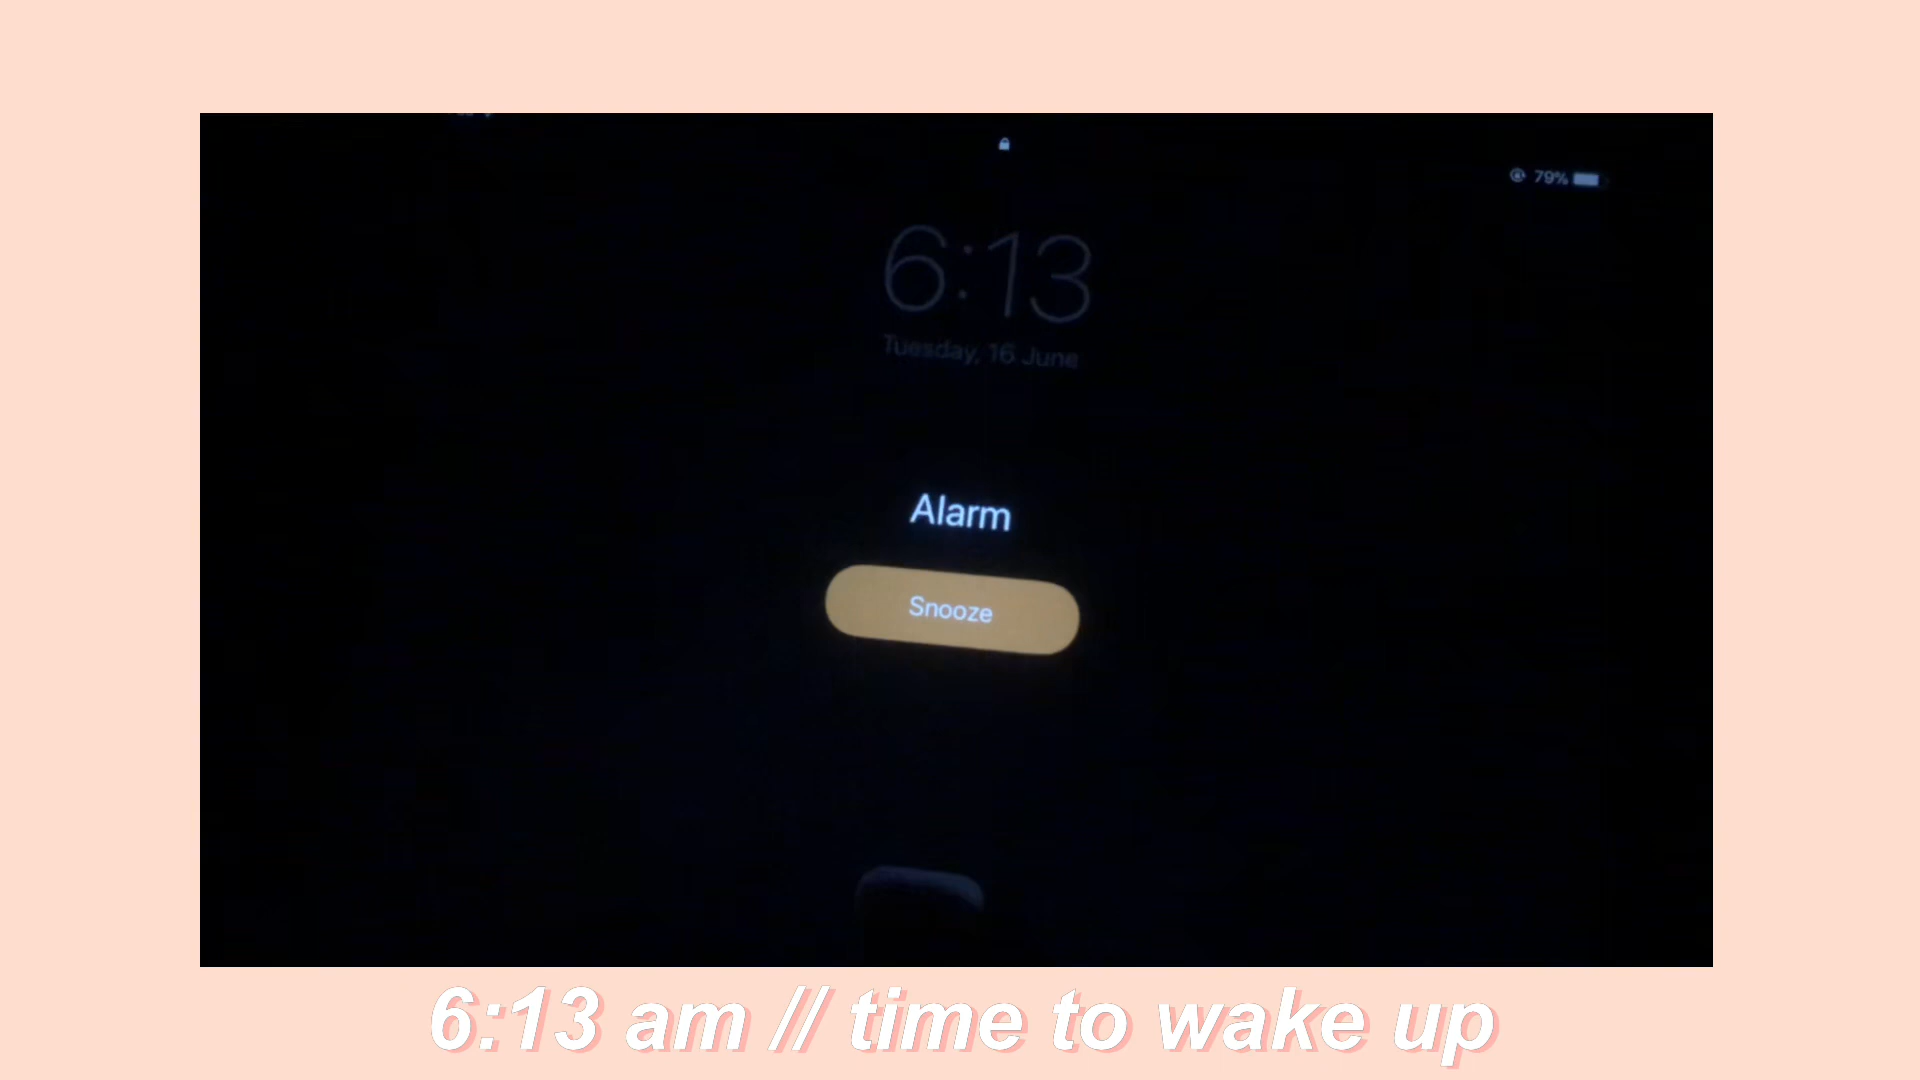 79%
6:13
Tuesday, 16 June
Alarm
Snooze
6:13 am // time to wake up